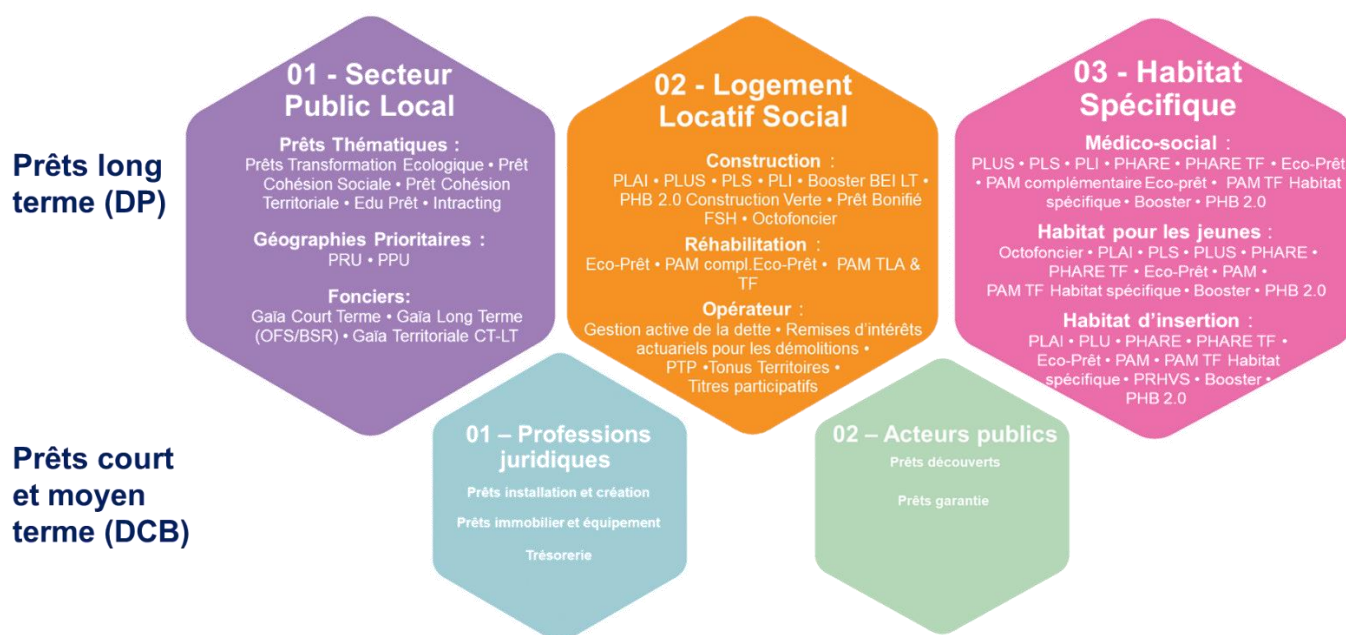 Prêts long
terme (DP)
01 - Secteur
Public Local
Prêts Thématiques :
Prêts Transformation Ecologique • Prêt
Cohésion Sociale • Prêt Cohésion
Territoriale • Edu Prêt • Intracting
Géographies Prioritaires :
PRU • PPU
Fonciers:
Gaïa Court Terme • Gaïa Long Terme
(OFS/BSR) • Gaïa Territoriale CT-LT
02 - Logement
Locatif Social
Construction :
PLAI • PLUS • PLS • PLI • Booster BEI LT •
PHB 2.0 Construction Verte • Prêt Bonifié
FSH • Octofoncier
Réhabilitation :
Eco-Prêt • PAM compl.Eco-Prêt • PAM TLA &
TF
Opérateur :
Gestion active de la dette • Remises d'intérêts
actuariels pour les démolitions •
PTP •Tonus Territoires •
Titres participatifs
03 - Habitat
Spécifique
Médico-social :
PLUS • PLS • PLI • PHARE • PHARE TF • Eco-Prêt
• PAM complémentaire Eco-prêt • PAM TF Habitat
spécifique • Booster • PHB 2.0
Habitat pour les jeunes :
Octofoncier • PLAI • PLS • PLUS • PHARE •
PHARE TF • Eco-Prêt • PAM •
PAM TF Habitat spécifique • Booster • PHB 2.0
Habitat d'insertion :
PLAI • PLU • PHARE • PHARE TF •
Eco-Prêt • PAM • PAM TF Habitat
spécifique • PRHVS • Booster •
PHB 2.0
Prêts court
et moyen
terme (DCB)
01 – Professions
juridiques
Prêts installation et création
Prêts immobilier et équipement
Trésorerie
02 – Acteurs publics
Prêts découverts
Prêts garantie